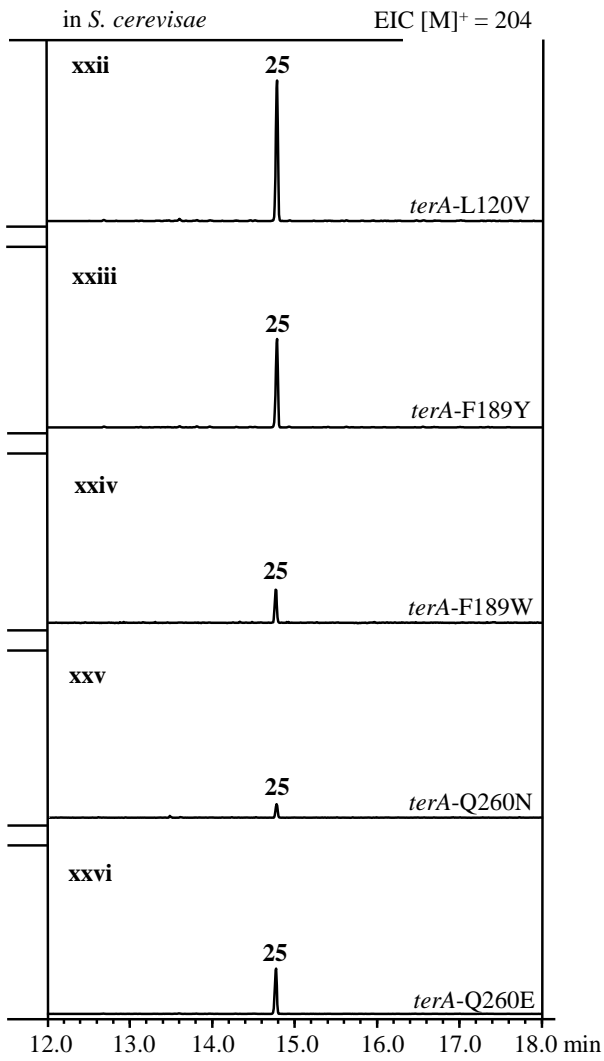 in S. cerevisae EIC [M]⁺ = 204
xxii
25
terA-L120V
xxiii
25
terA-F189Y
xxiv
25
terA-F189W
xxv
25
terA-Q260N
xxvi
25
terA-Q260E
12.0 13.0 14.0 15.0 16.0 17.0 18.0 min